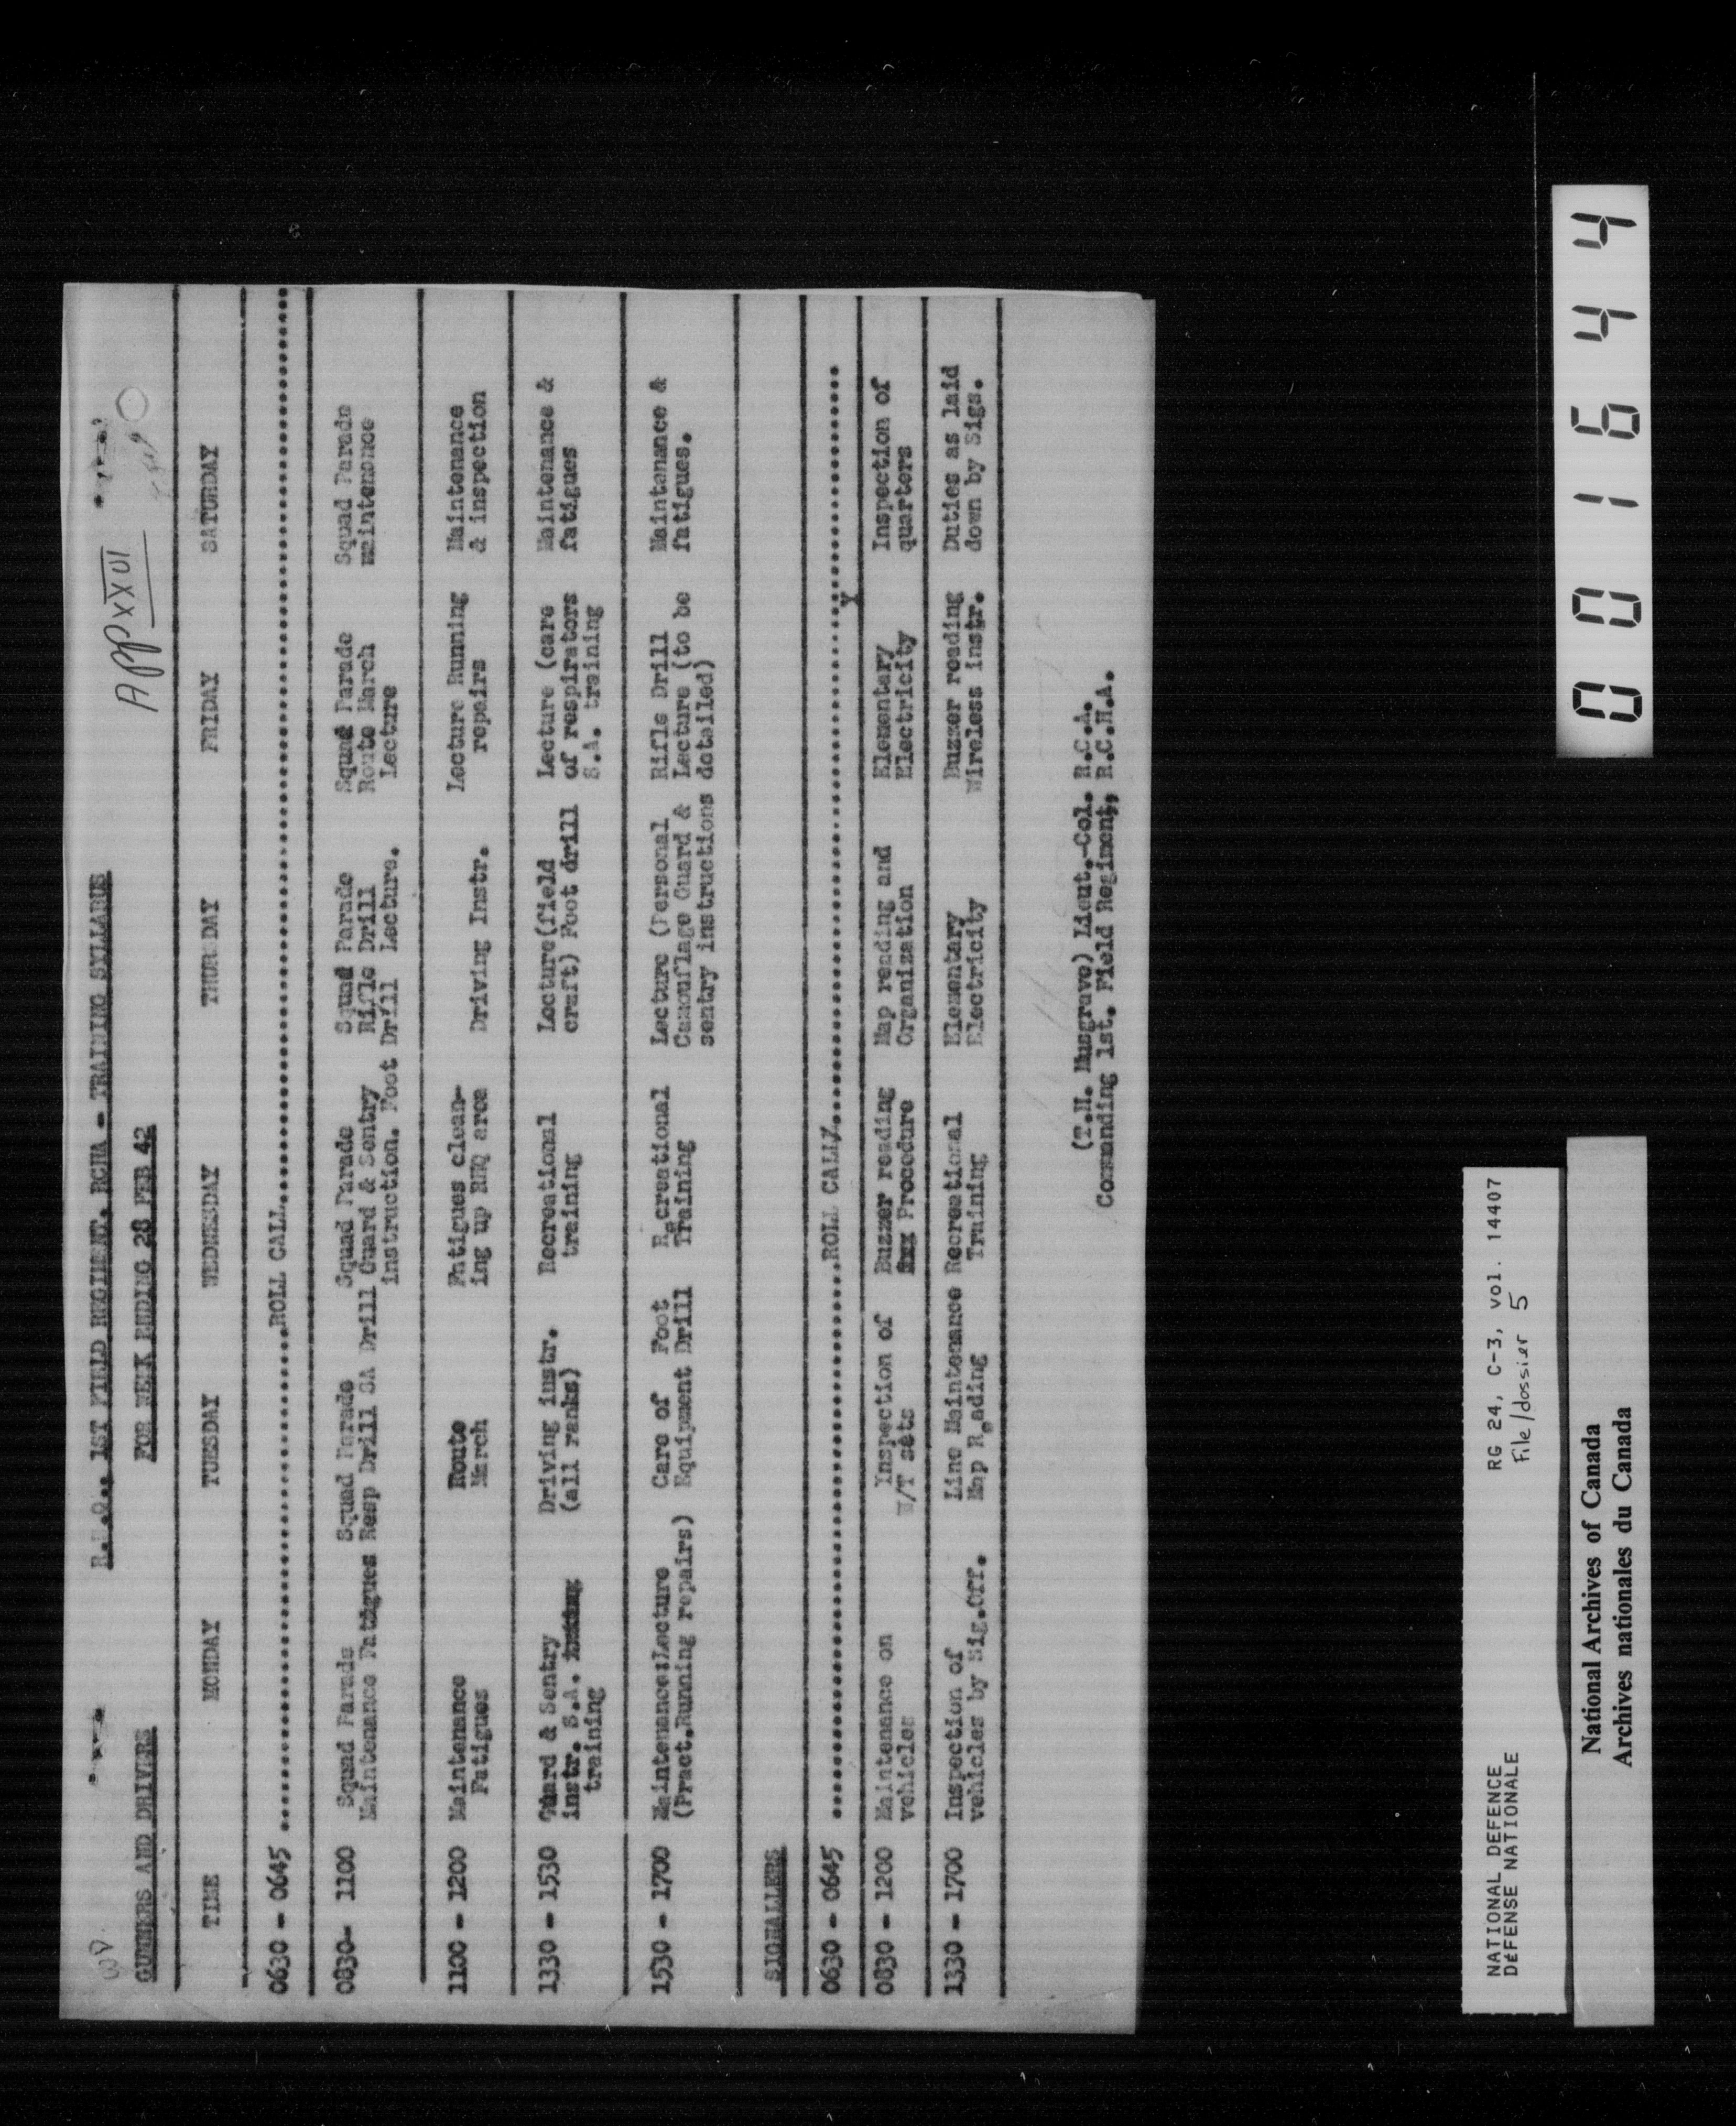 App XXVI
R.H.Q., 1ST FIELD REGIMENT, RCHA - TRAINING SYLLABUS
GUNNERS AND DRIVERS FOR WEEK ENDING 28 FEB 42
TIME MONDAY TUESDAY WEDNESDAY THURSDAY FRIDAY SATURDAY
0630 - 0645 ....ROLL CALL....
0830- 1100 Squad Parade Squad Parade Squad Parade Squad Parade Squad Parade Squad Parade
Maintenance Fatigues Resp Drill SA Drill Guard & Sentry Rifle Drill Route March maintenance
instruction. Foot Drill Lecture. Lecture
1100 - 1200 Maintenance Route Fatigues clean- Driving Instr. Lecture Running Maintenance
Fatigues March ing up RHQ area repairs & inspection
1330 - 1530 Guard & Sentry Driving instr. Recreational Lecture(field Lecture (care Maintenance &
instr. S.A. (all ranks) training craft) Foot drill of respirators fatigues
training S.A. training
1530 - 1700 Maintenance:Lecture Care of Foot Recreational Lecture (Personal Rifle Drill Maintenance &
(Pract.Running repairs) Equipment Drill Training Camouflage Guard & Lecture (to be fatigues.
sentry instructions detailed)
SIGNALLERS
0630 - 0645 ....ROLL CALL....
0830 - 1200 Maintenance on Inspection of Buzzer reading Map reading and Elementary Inspection of
vehicles W/T sets Procedure Organization Electricity quarters
1330 - 1700 Inspection of Line Maintenance Recreational Elementary Buzzer reading Duties as laid
vehicles by Sig.Off. Map Reading Training Electricity Wireless instr. down by Sigs.
(T.H. Musgrave) Lieut.-Col. R.C.A.
Commanding 1st. Field Regiment, R.C.H.A.
NATIONAL DEFENCE RG 24, C-3, vol. 14407
DÉFENSE NATIONALE File/dossier 5
National Archives of Canada
Archives nationales du Canada
001644